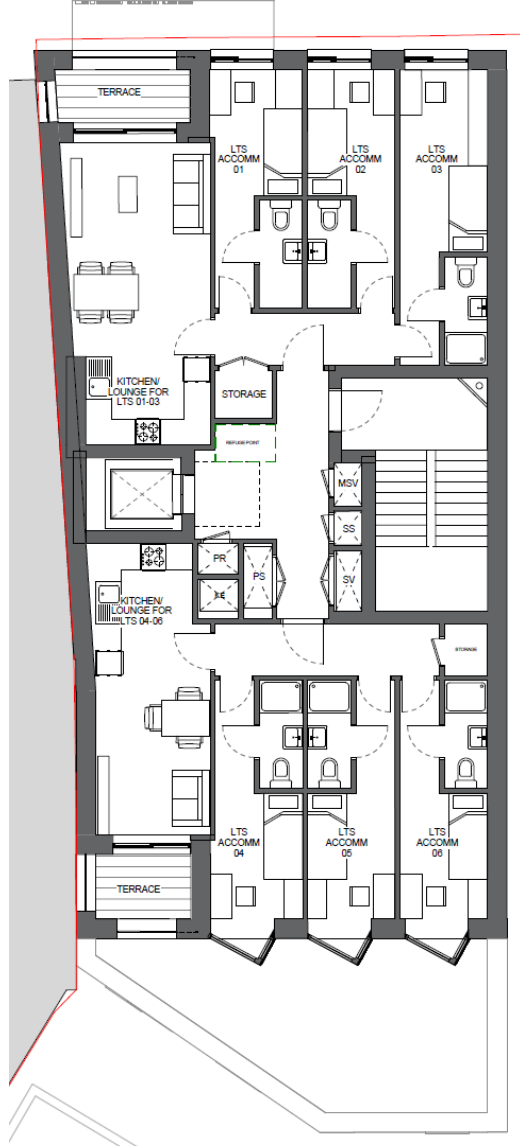 TERRACE
LTS
ACCOMM
01
LTS
ACCOMM
02
LTS
ACCOMM
03
KITCHEN/
LOUNGE FOR
LTS 01-03
STORAGE
REFUGE POINT
MSV
SS
SV
PR
PS
KITCHEN/
LOUNGE FOR
LTS 04-06
STORAGE
LTS
ACCOMM
04
LTS
ACCOMM
05
LTS
ACCOMM
06
TERRACE